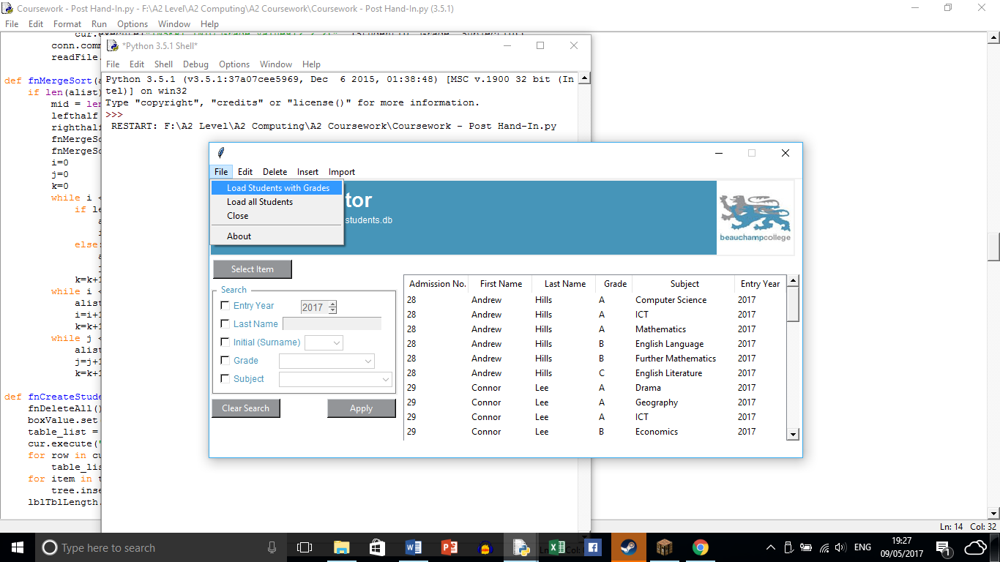 Coursework - Post Hand-In.py - F:\A2 Level\A2 Computing\A2 Coursework\Coursework - Post Hand-In.py (3.5.1)
File Edit Format Run Options Window Help
conn.comm
readFile.
def fnMergeSort(a
if len(alist)
mid = len
lefthalf
righthalf
fnMergeSo
fnMergeSo
i=0
j=0
k=0
while i <
if le
a
i
else:
a
k=k+1
while i <
alist
i=i+1
k=k+1
while j <
alist
j=j+1
k=k+1
def fnCreateStude
fnDeleteAll()
boxValue.set
table_list =
cur.execute("
for row in cu
table_lis
for item in t
tree.inse
lblTblLength.
*Python 3.5.1 Shell*
File Edit Shell Debug Options Window Help
Python 3.5.1 (v3.5.1:37a07cee5969, Dec  6 2015, 01:38:48) [MSC v.1900 32 bit (In
tel)] on win32
Type "copyright", "credits" or "license()" for more information.
>>>
RESTART: F:\A2 Level\A2 Computing\A2 Coursework\Coursework - Post Hand-In.py
File Edit Delete Insert Import
Load Students with Grades
Load all Students
Close
About
tor
students.db
beauchampcollege
Select Item
Search
Entry Year 2017
Last Name
Initial (Surname)
Grade
Subject
Clear Search Apply
Admission No. First Name Last Name Grade Subject Entry Year
28 Andrew Hills A Computer Science 2017
28 Andrew Hills A ICT 2017
28 Andrew Hills A Mathematics 2017
28 Andrew Hills B English Language 2017
28 Andrew Hills B Further Mathematics 2017
28 Andrew Hills C English Literature 2017
29 Connor Lee A Drama 2017
29 Connor Lee A Geography 2017
29 Connor Lee A ICT 2017
29 Connor Lee B Economics 2017
Ln: 14 Col: 32
Type here to search
ENG
19:27
09/05/2017
1